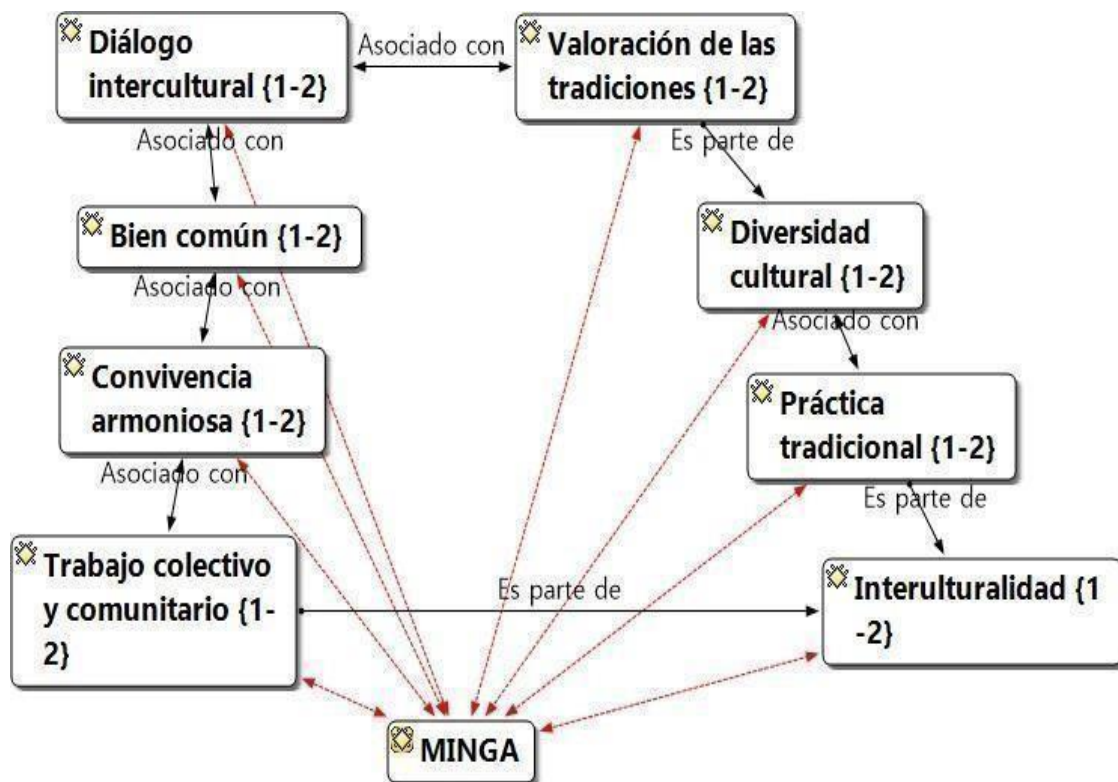 Diálogo
intercultural {1-2}
Asociado con
Valoración de las
tradiciones {1-2}
Asociado con
Es parte de
Bien común {1-2}
Diversidad
cultural {1-2}
Asociado con
Asociado con
Convivencia
armoniosa {1-2}
Práctica
tradicional {1-2}
Asociado con
Es parte de
Trabajo colectivo
y comunitario {1-
2}
Es parte de
Interulturalidad {1
-2}
MINGA